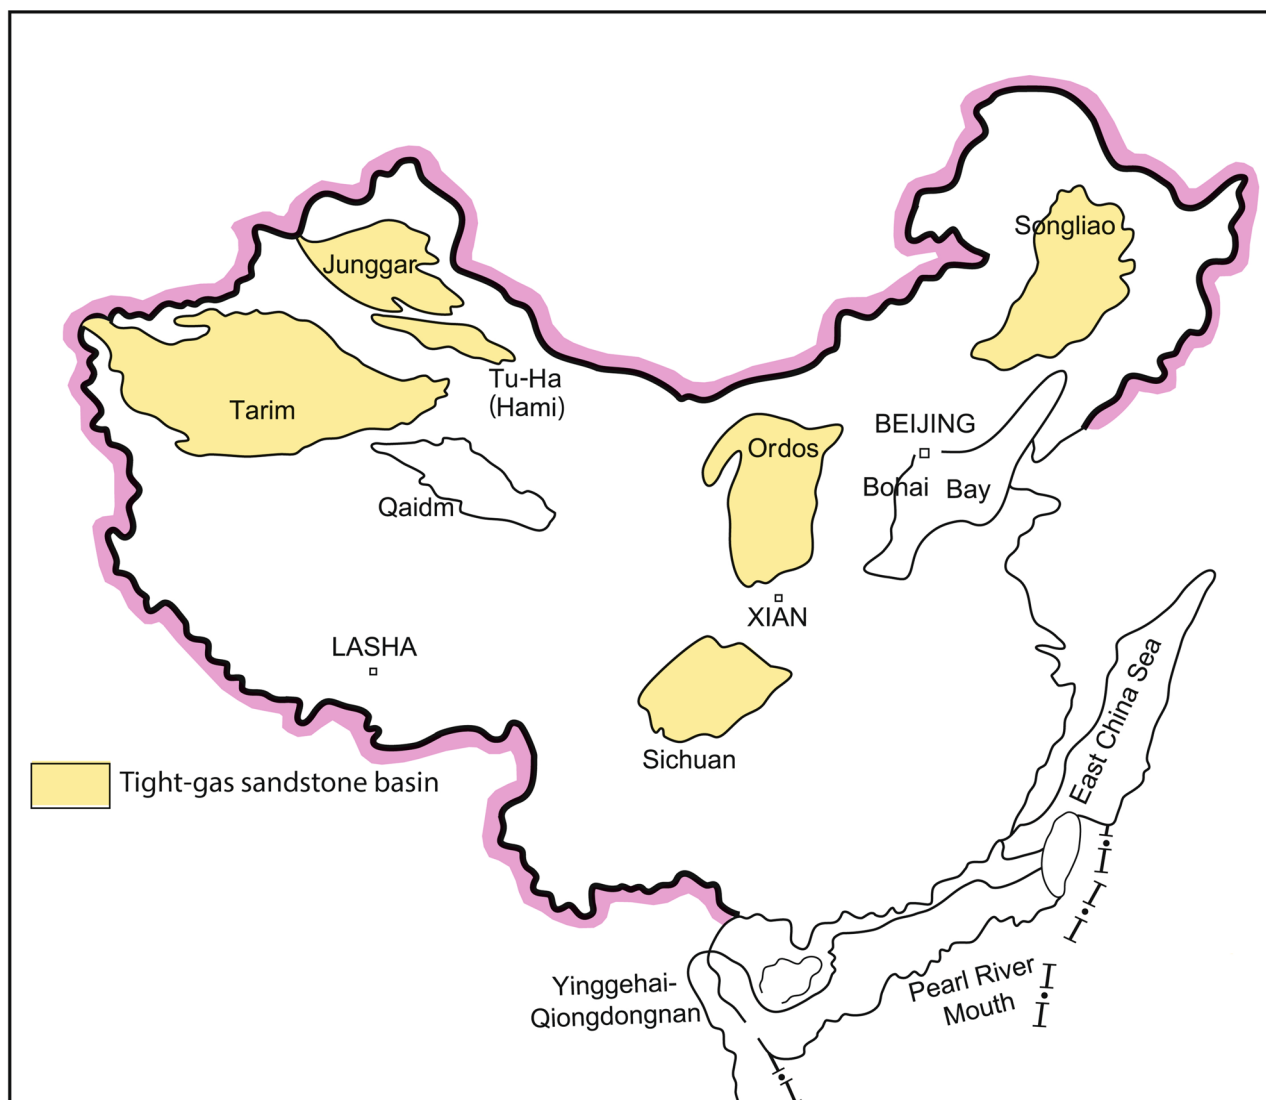 Songliao
Junggar
Tu-Ha
(Hami)
Tarim
BEIJING
Ordos
Bohai Bay
Qaidm
XIAN
LASHA
East China Sea
Sichuan
Tight-gas sandstone basin
Yinggehai-
Qiongdongnan
Pearl River
Mouth